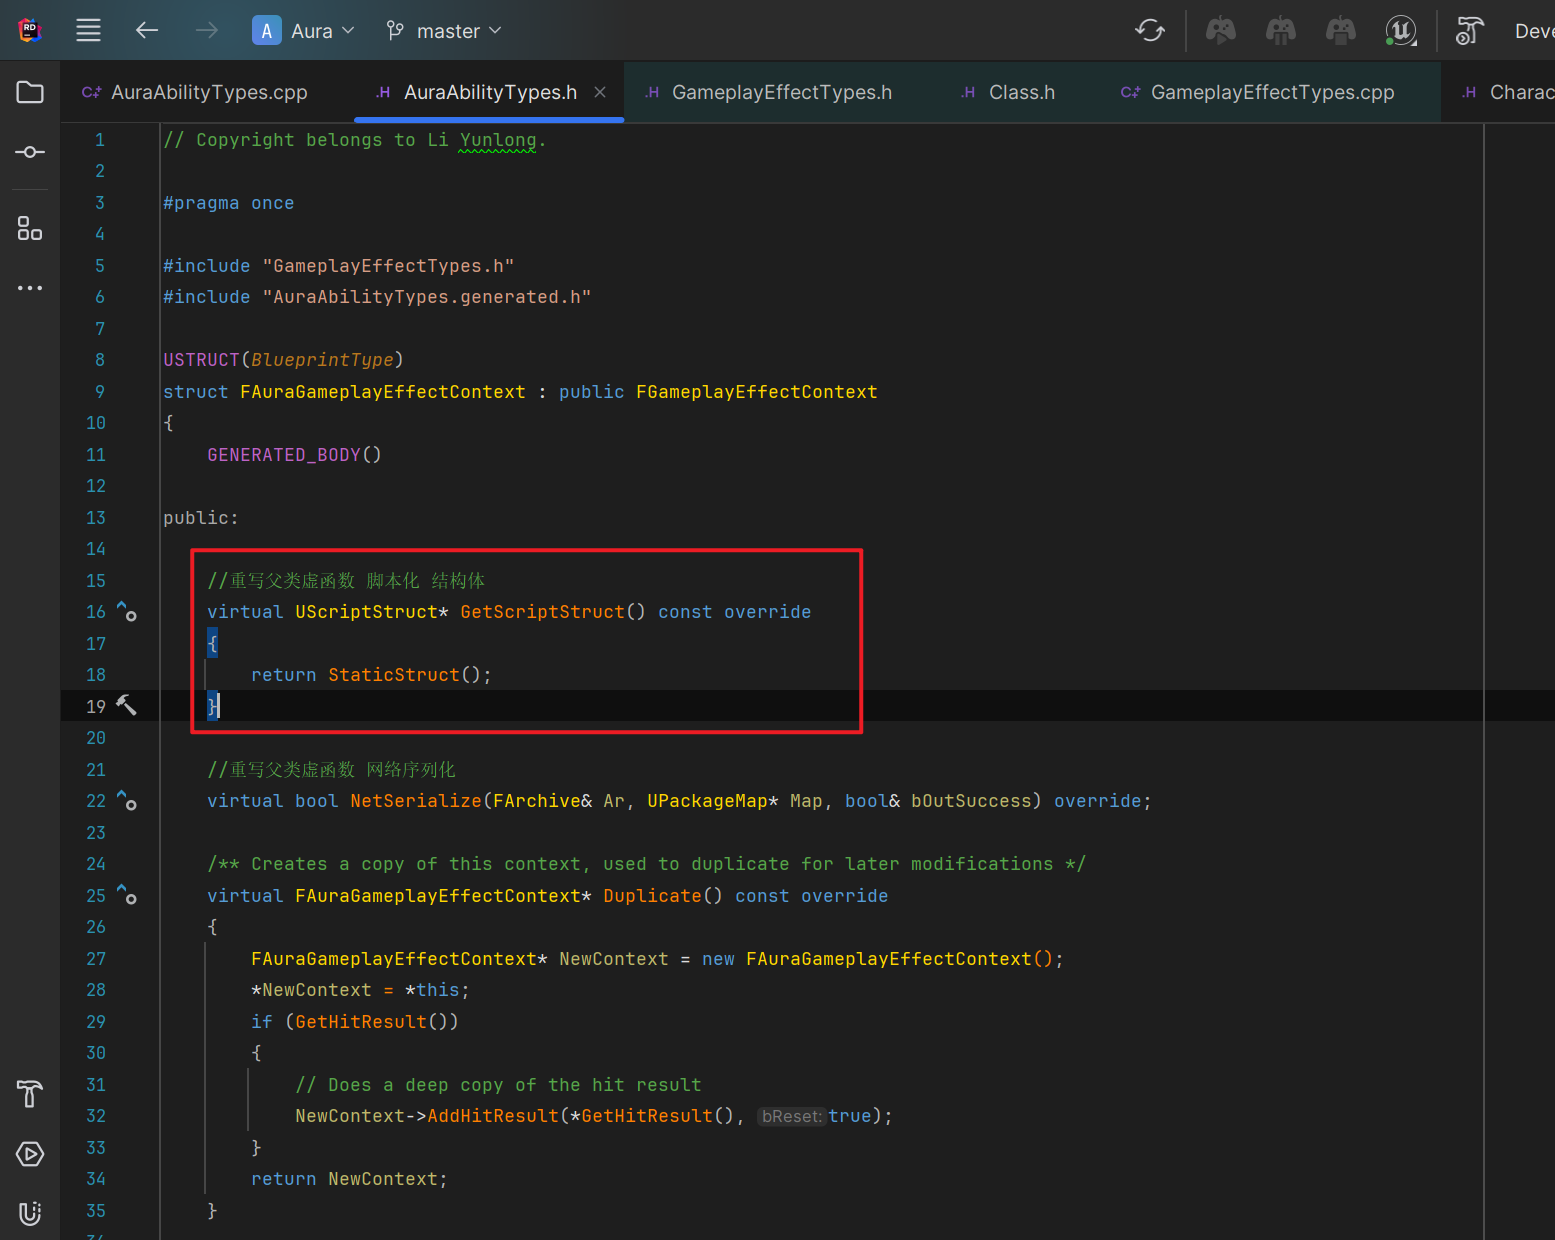 RD A Aura master Deve
AuraAbilityTypes.cpp .H AuraAbilityTypes.h .H GameplayEffectTypes.h .H Class.h GameplayEffectTypes.cpp .H Charac
1 // Copyright belongs to Li Yunlong.
2
3 #pragma once
4
5 #include "GameplayEffectTypes.h"
6 #include "AuraAbilityTypes.generated.h"
7
8 USTRUCT(BlueprintType)
9 struct FAuraGameplayEffectContext : public FGameplayEffectContext
10 {
11 GENERATED_BODY()
12
13 public:
14
15 //重写父类虚函数 脚本化 结构体
16 virtual UScriptStruct* GetScriptStruct() const override
17 {
18 return StaticStruct();
19 }
20
21 //重写父类虚函数 网络序列化
22 virtual bool NetSerialize(FArchive& Ar, UPackageMap* Map, bool& bOutSuccess) override;
23
24 /** Creates a copy of this context, used to duplicate for later modifications */
25 virtual FAuraGameplayEffectContext* Duplicate() const override
26 {
27 FAuraGameplayEffectContext* NewContext = new FAuraGameplayEffectContext();
28 *NewContext = *this;
29 if (GetHitResult())
30 {
31 // Does a deep copy of the hit result
32 NewContext->AddHitResult(*GetHitResult(), bReset: true);
33 }
34 return NewContext;
35 }